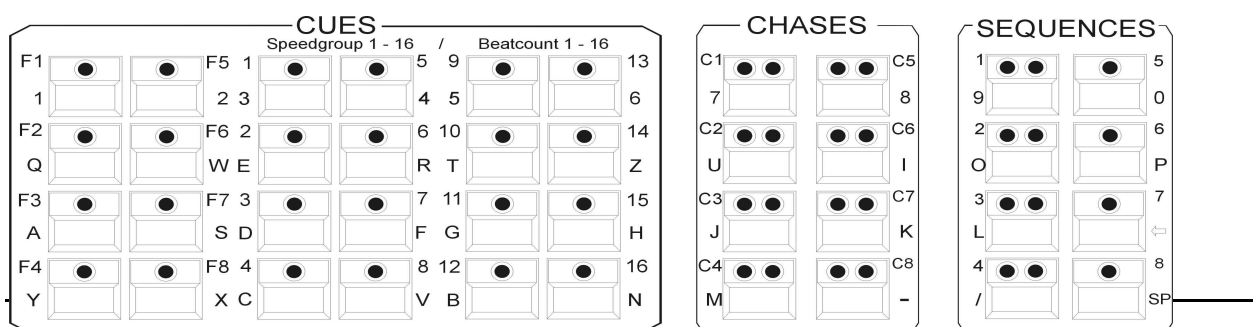 CUES CHASES SEQUENCES
Speedgroup 1 - 16 / Beatcount 1 - 16
F1 F5 1 5 9 13 C1 C5 1 5
1 2 3 4 5 6 7 8 9 0
F2 F6 2 6 10 14 C2 C6 2 6
Q W E R T Z U I O P
F3 F7 3 7 11 15 C3 C7 3 7
A S D F G H J K L ⇦
F4 F8 4 8 12 16 C4 C8 4 8
Y X C V B N M - / SP